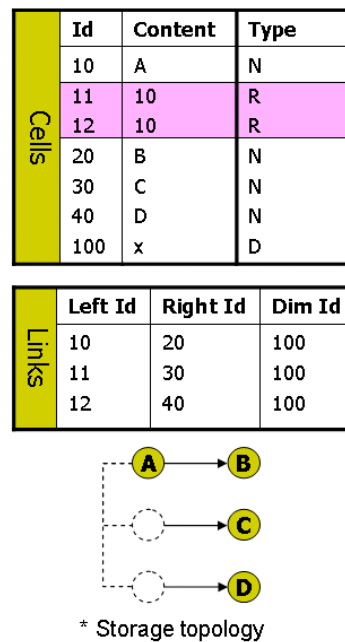 Cells
Id Content Type
10 A N
11 10 R
12 10 R
20 B N
30 C N
40 D N
100 x D
Links
Left Id Right Id Dim Id
10 20 100
11 30 100
12 40 100
A B
C
D
* Storage topology